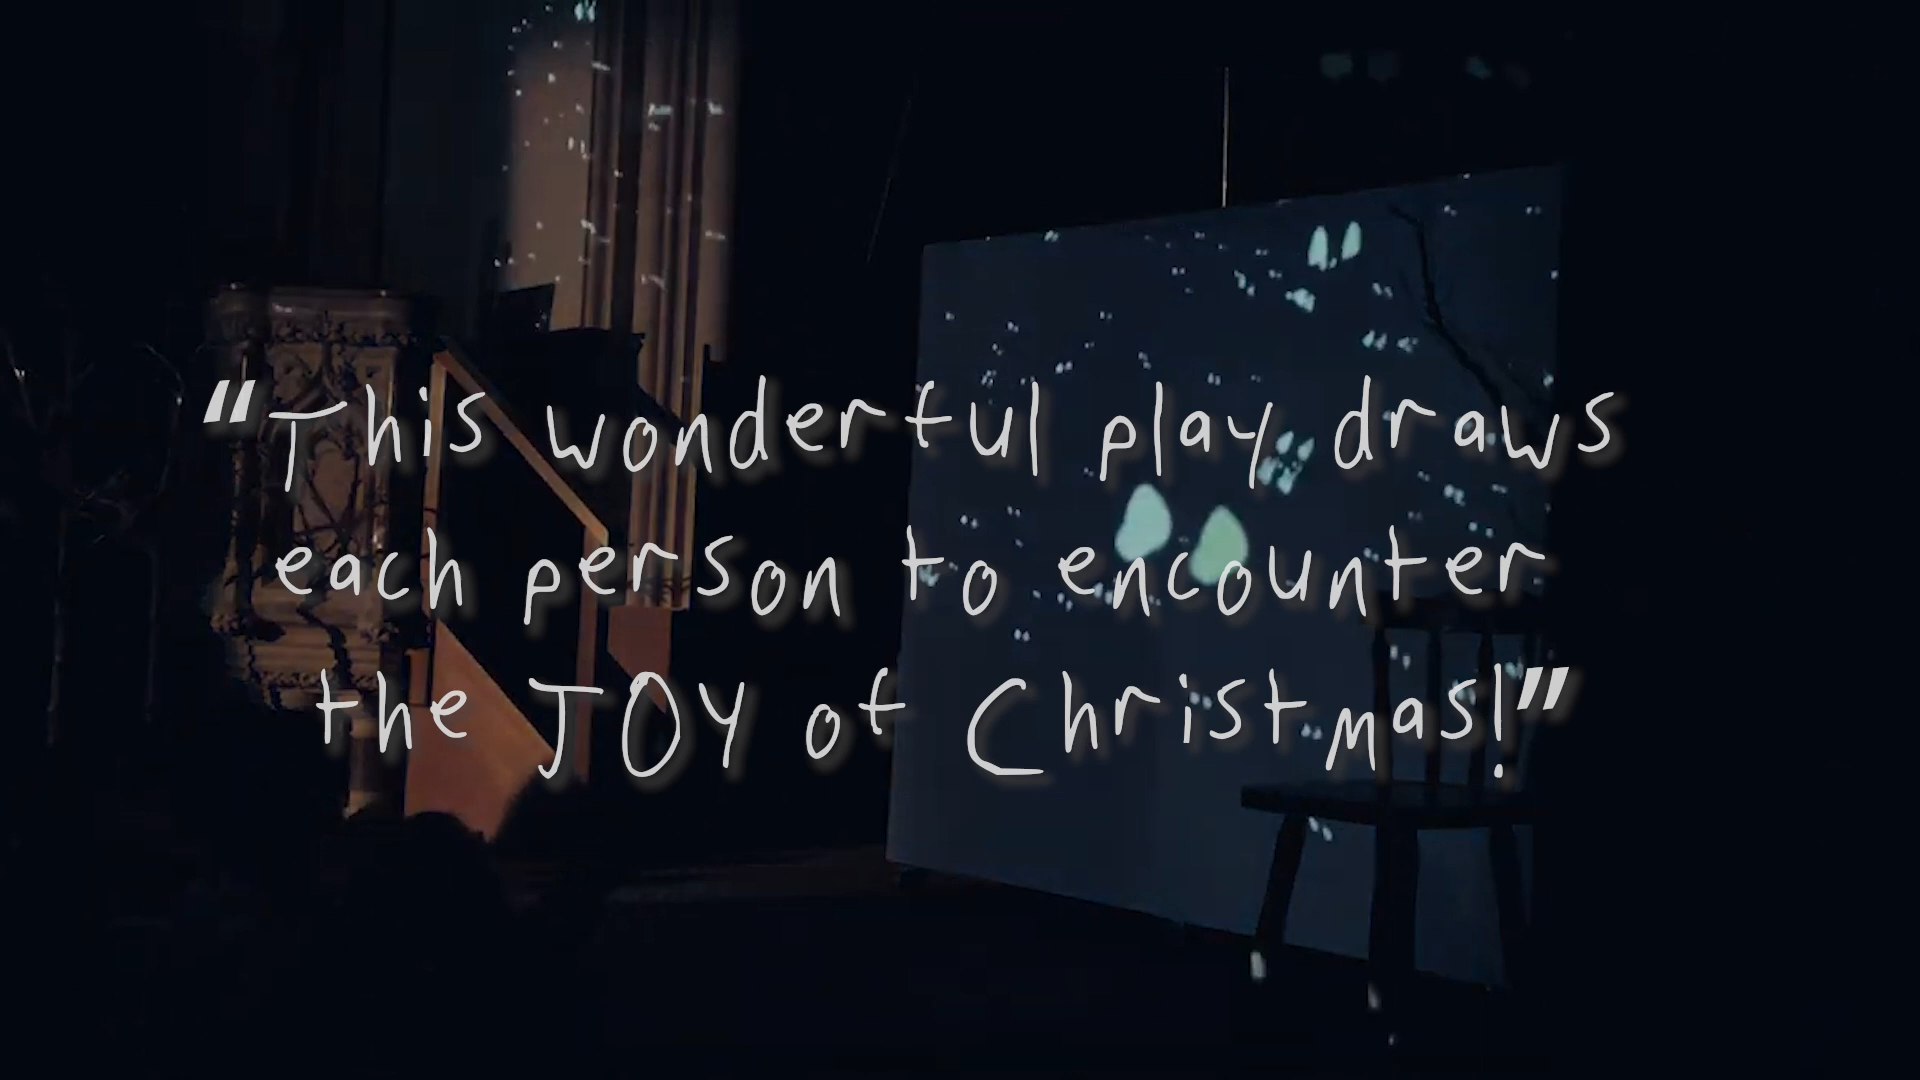 “This wonderful play draws
each person to encounter
the JOY of Christmas!”